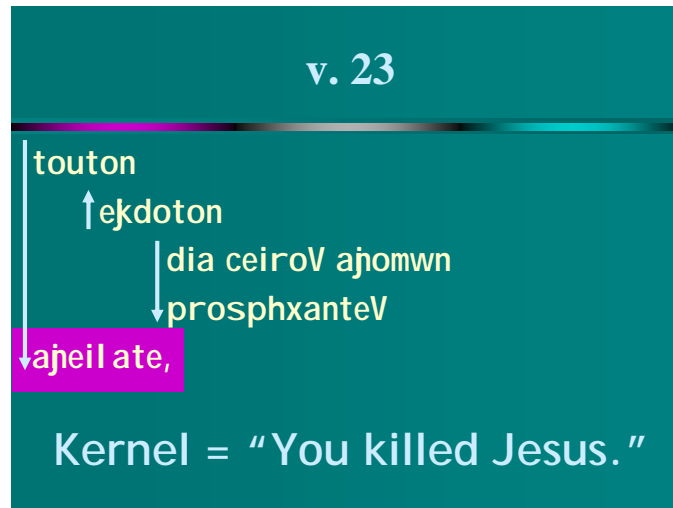 v. 23
touton
ejkdoton
dia ceiroV ajnomwn
prosphxanteV
ajneilate,
Kernel = “You killed Jesus.”